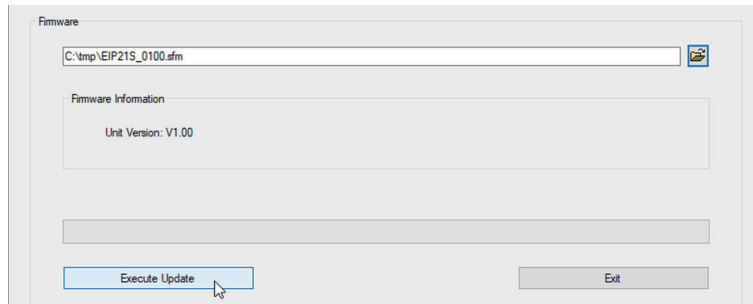 Firmware
C:\tmp\EIP21S_0100.sfm
Firmware Information
Unit Version: V1.00
Execute Update
Exit